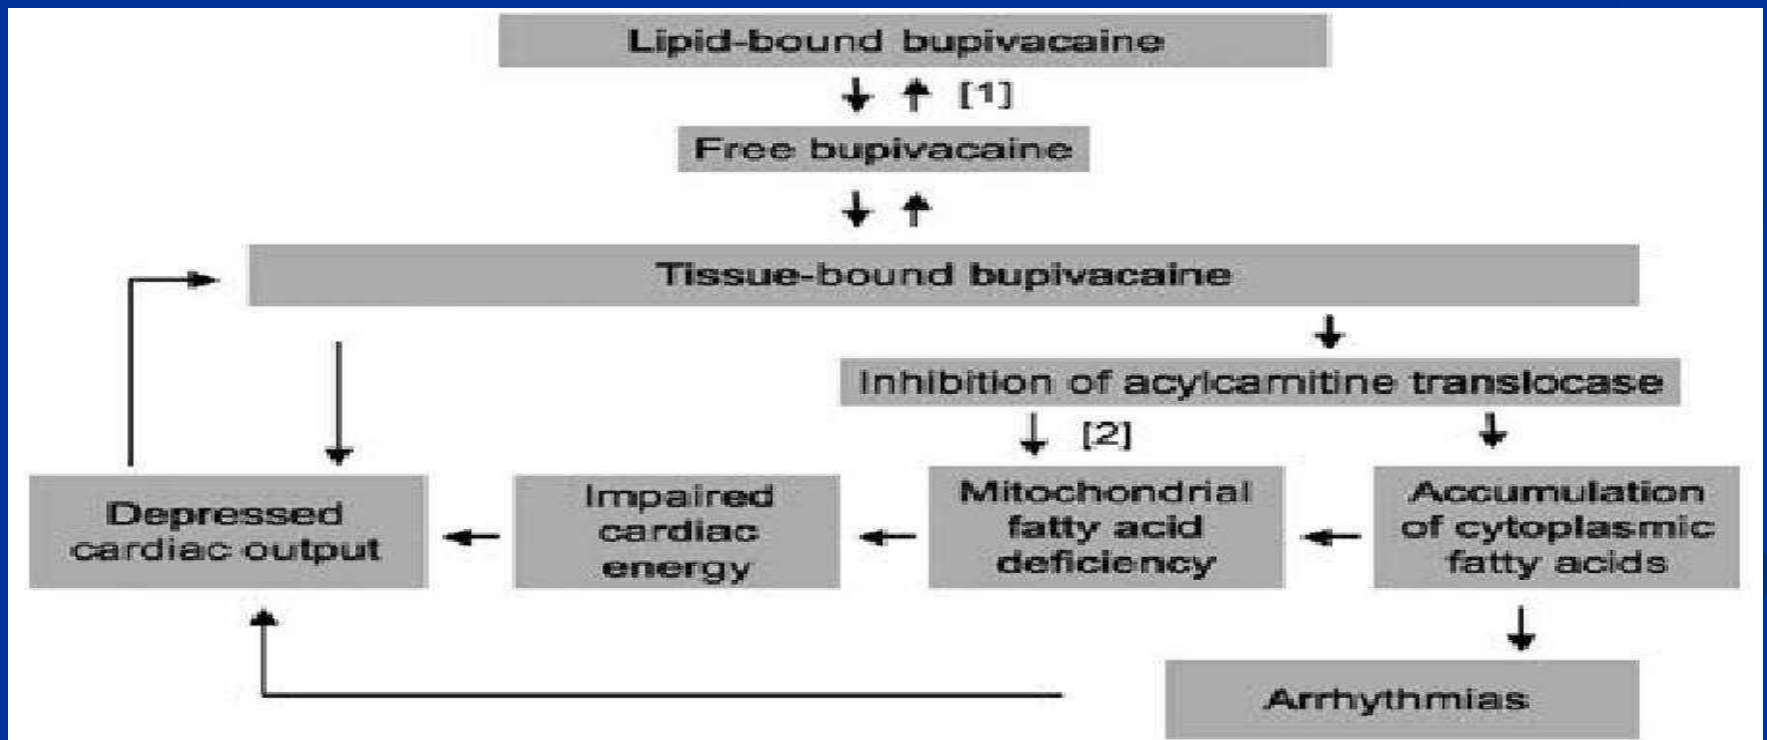 Lipid-bound bupivacaine
[1]
Free bupivacaine
Tissue-bound bupivacaine
Inhibition of acylcarnitine translocase
[2]
Depressed
cardiac output
Impaired
cardiac
energy
Mitochondrial
fatty acid
deficiency
Accumulation
of cytoplasmic
fatty acids
Arrhythmias